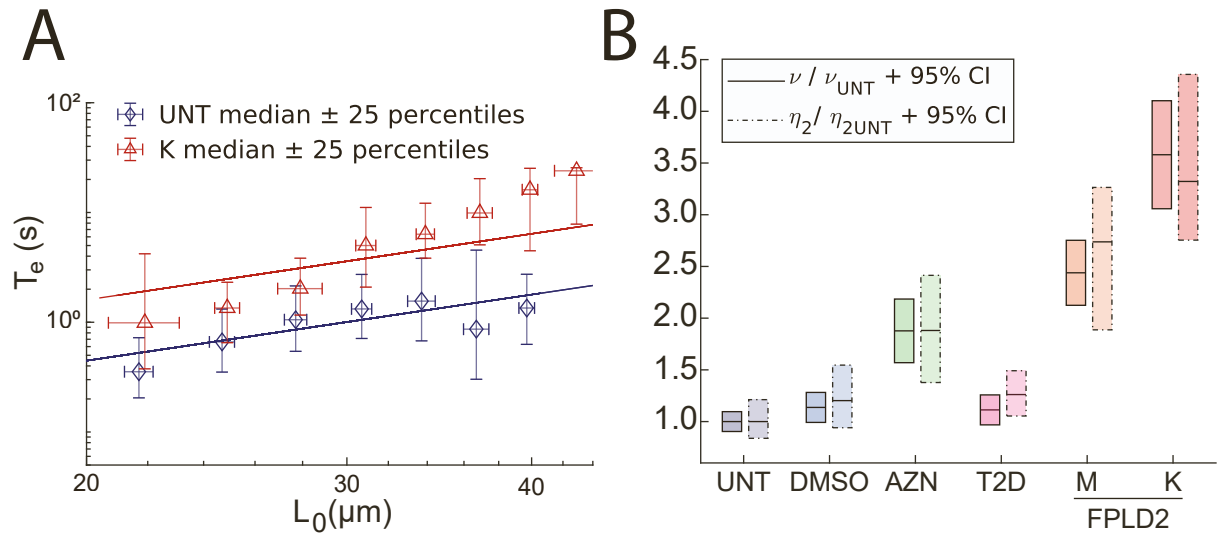 A
UNT median ± 25 percentiles
K median ± 25 percentiles
10²
10⁰
Tₑ (s)
20
30
40
L₀(μm)
B
ν / ν_UNT + 95% CI
η₂/ η₂UNT + 95% CI
4.5
4.0
3.5
3.0
2.5
2.0
1.5
1.0
UNT
DMSO
AZN
T2D
M
K
FPLD2